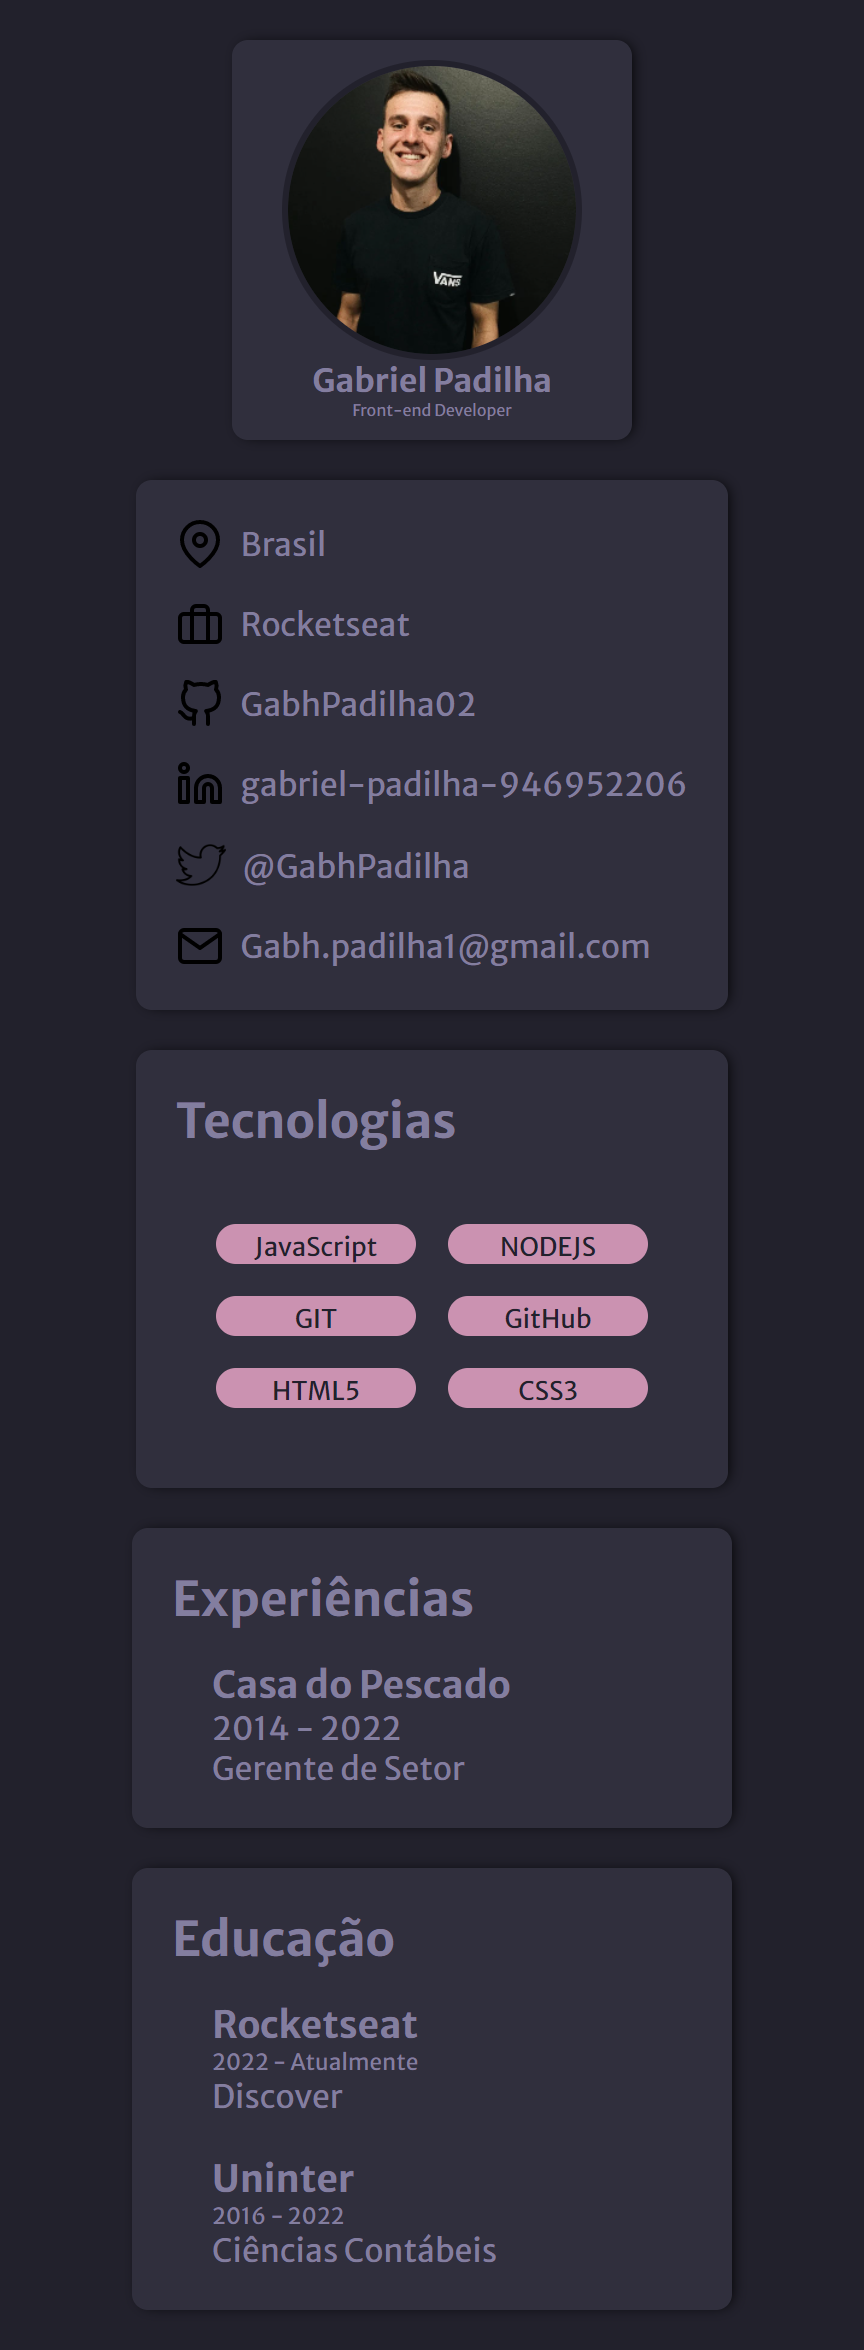 VANS
Gabriel Padilha
Front-end Developer
Brasil
Rocketseat
GabhPadilha02
gabriel-padilha-946952206
@GabhPadilha
Gabh.padilha1@gmail.com
Tecnologias
JavaScript NODEJS
GIT GitHub
HTML5 CSS3
Experiências
Casa do Pescado
2014 - 2022
Gerente de Setor
Educação
Rocketseat
2022 - Atualmente
Discover
Uninter
2016 - 2022
Ciências Contábeis